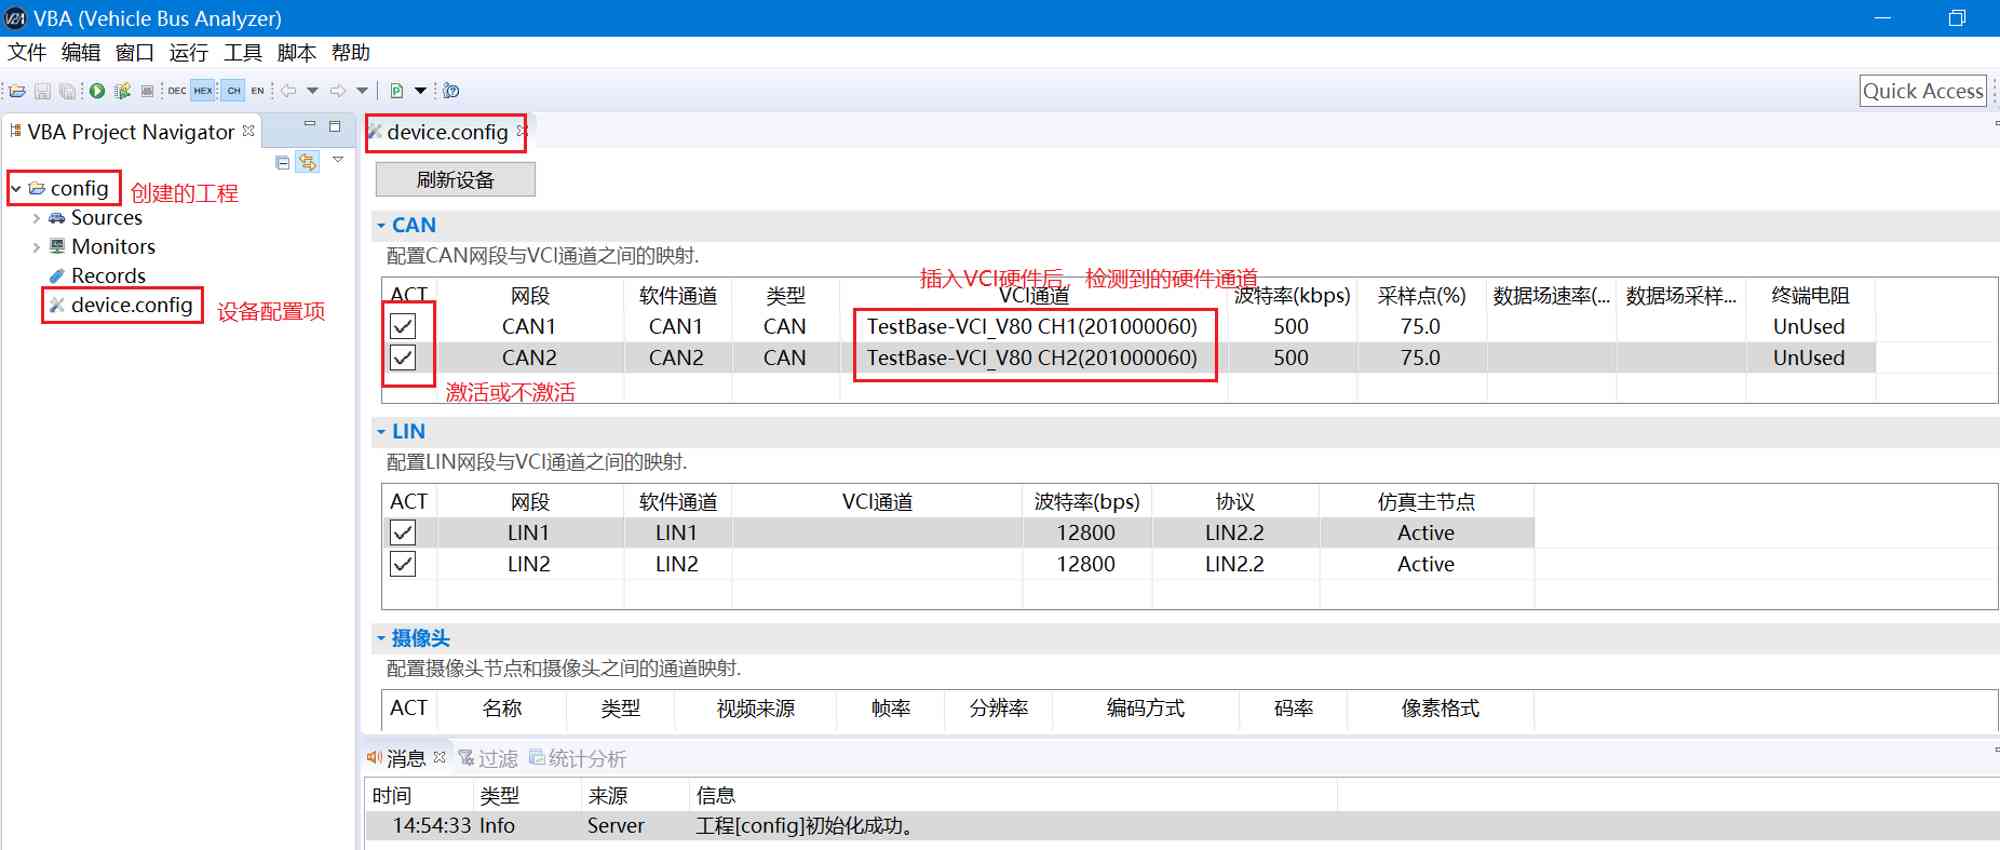 VBA (Vehicle Bus Analyzer)
文件 编辑 窗口 运行 工具 脚本 帮助
DEC HEX CH EN Quick Access
VBA Project Navigator
device.config
刷新设备
config 创建的工程
Sources
Monitors
Records
device.config 设备配置项
CAN
配置CAN网段与VCI通道之间的映射.
插入VCI硬件后，检测到的硬件通道
ACT 网段 软件通道 类型 VCI通道 波特率(kbps) 采样点(%) 数据场速率(... 数据场采样... 终端电阻
CAN1 CAN1 CAN TestBase-VCI_V80 CH1(201000060) 500 75.0 UnUsed
CAN2 CAN2 CAN TestBase-VCI_V80 CH2(201000060) 500 75.0 UnUsed
激活或不激活
LIN
配置LIN网段与VCI通道之间的映射.
ACT 网段 软件通道 VCI通道 波特率(bps) 协议 仿真主节点
LIN1 LIN1 12800 LIN2.2 Active
LIN2 LIN2 12800 LIN2.2 Active
摄像头
配置摄像头节点和摄像头之间的通道映射.
ACT 名称 类型 视频来源 帧率 分辨率 编码方式 码率 像素格式
消息 过滤 统计分析
时间 类型 来源 信息
14:54:33 Info Server 工程[config]初始化成功。